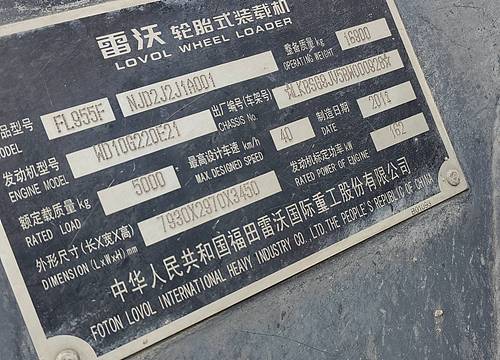 雷沃 轮胎式装载机
LOVOL WHEEL LOADER
产品型号 FL955F NJD2J2J1A001 整备质量 kg 16900
MODEL OPERATING WEIGHT
发动机型号 WD10G220E21 出厂编号(车架号)
ENGINE MODEL CHASSIS No.
额定载质量 kg 5000 最高设计车速 km/h 40 制造日期
RATED LOAD MAX.DESIGNED SPEED DATE
外形尺寸(长X宽X高) 7930X2970X3450 发动机标定功率 kW 162
DIMENSION (LxWxH) mm RATED POWER OF ENGINE
中华人民共和国福田雷沃国际重工股份有限公司
FOTON LOVOL INTERNATIONAL HEAVY INDUSTRY CO. LTD. THE PEOPLE'S REPUBLIC OF CHINA